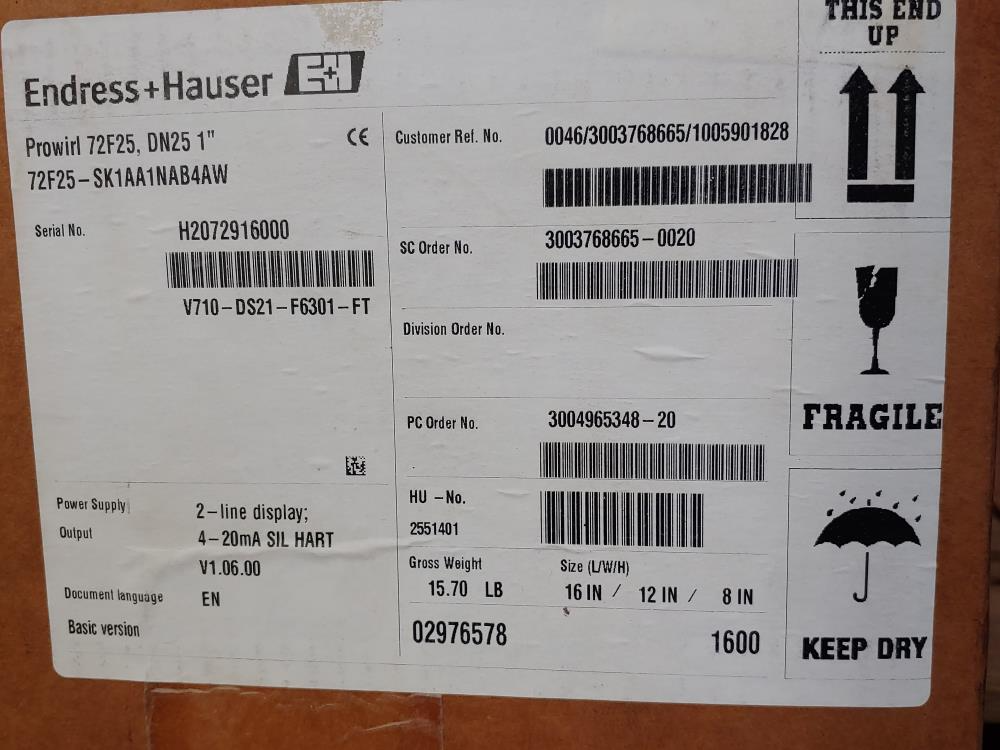 Endress+Hauser
E+H
Prowirl 72F25, DN25 1"
CE
72F25-SK1AA1NAB4AW
Serial No.
H2072916000
V710-DS21-F6301-FT
Power Supply
2-line display;
Output
4-20mA SIL HART
V1.06.00
Document language
EN
Basic version
Customer Ref. No.
0046/3003768665/1005901828
SC Order No.
3003768665-0020
Division Order No.
PC Order No.
3004965348-20
HU -No.
2551401
Gross Weight
15.70 LB
Size (L/W/H)
16 IN / 12 IN / 8 IN
02976578
1600
THIS END
UP
FRAGILE
KEEP DRY